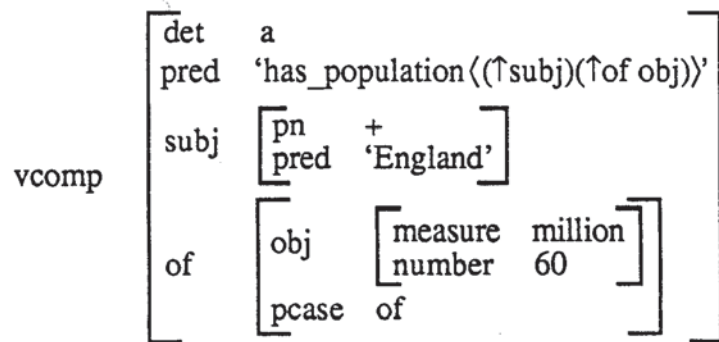 det a
pred ‘has_population⟨(↑subj)(↑of obj)⟩’
subj pn +
pred ‘England’
vcomp
obj measure million
of number 60
pcase of